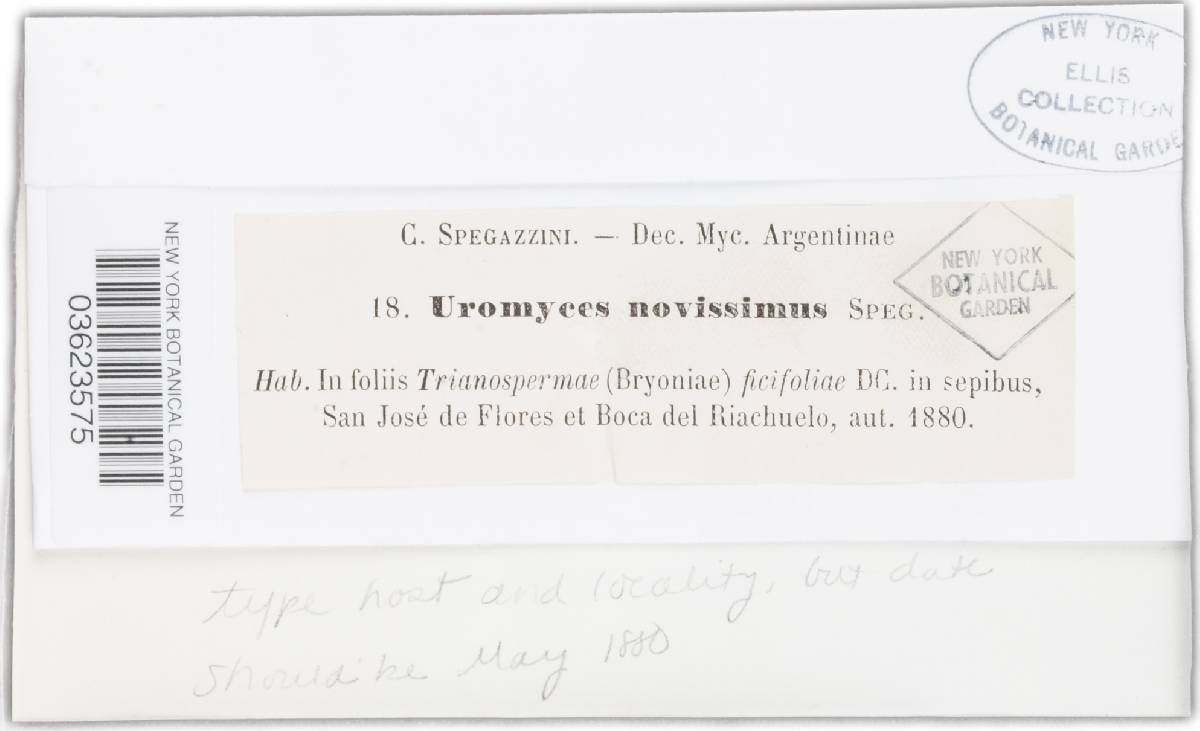 NEW YORK
ELLIS
COLLECTION
BOTANICAL GARDE
C. SPEGAZZINI. — Dec. Myc. Argentinae
NEW YORK
BOTANICAL
GARDEN
18. Uromyces novissimus SPEG.
Hab. In foliis Trianospermae (Bryoniae) ficifoliae DC. in sepibus,
San José de Flores et Boca del Riachuelo, aut. 1880.
NEW YORK BOTANICAL GARDEN
03623575
type host and locality, but date
should be May 1880